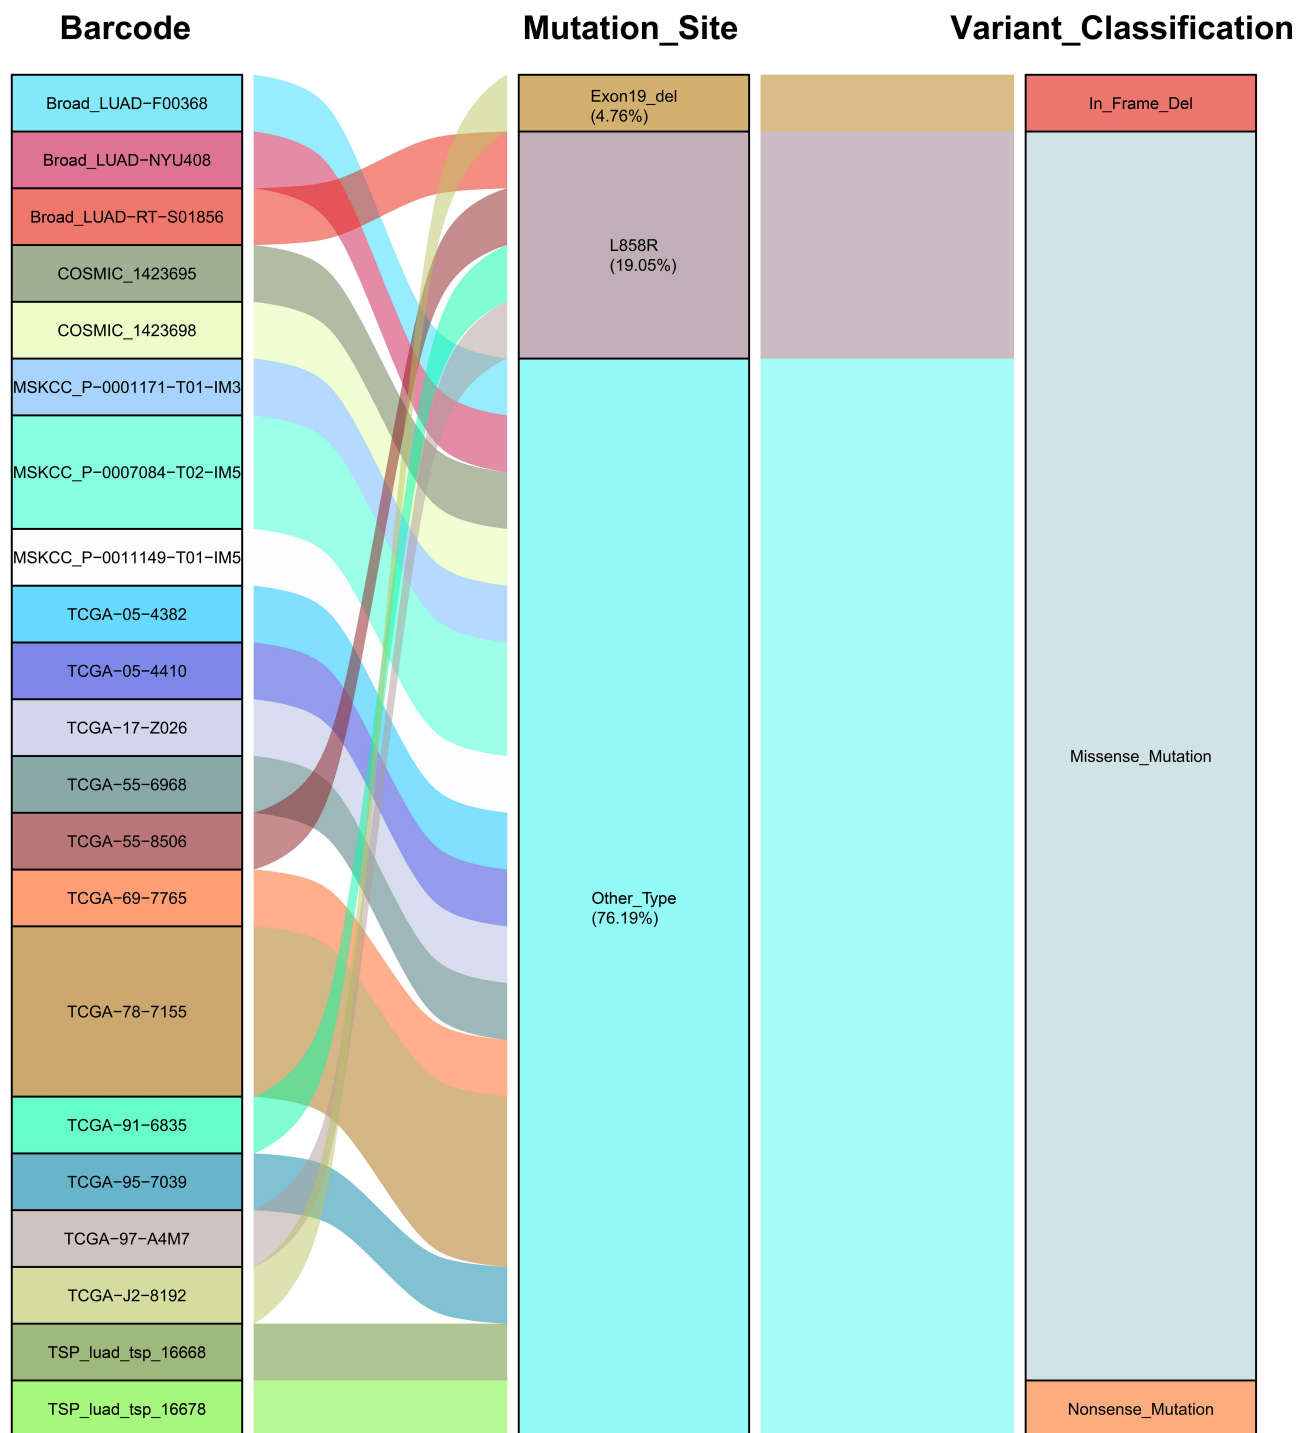 Barcode
Mutation_Site
Variant_Classification
Broad_LUAD−F00368
Broad_LUAD−NYU408
Broad_LUAD−RT−S01856
COSMIC_1423695
COSMIC_1423698
MSKCC_P−0001171−T01−IM3
MSKCC_P−0007084−T02−IM5
MSKCC_P−0011149−T01−IM5
TCGA−05−4382
TCGA−05−4410
TCGA−17−Z026
TCGA−55−6968
TCGA−55−8506
TCGA−69−7765
TCGA−78−7155
TCGA−91−6835
TCGA−95−7039
TCGA−97−A4M7
TCGA−J2−8192
TSP_luad_tsp_16668
TSP_luad_tsp_16678
Exon19_del
(4.76%)
L858R
(19.05%)
Other_Type
(76.19%)
In_Frame_Del
Missense_Mutation
Nonsense_Mutation